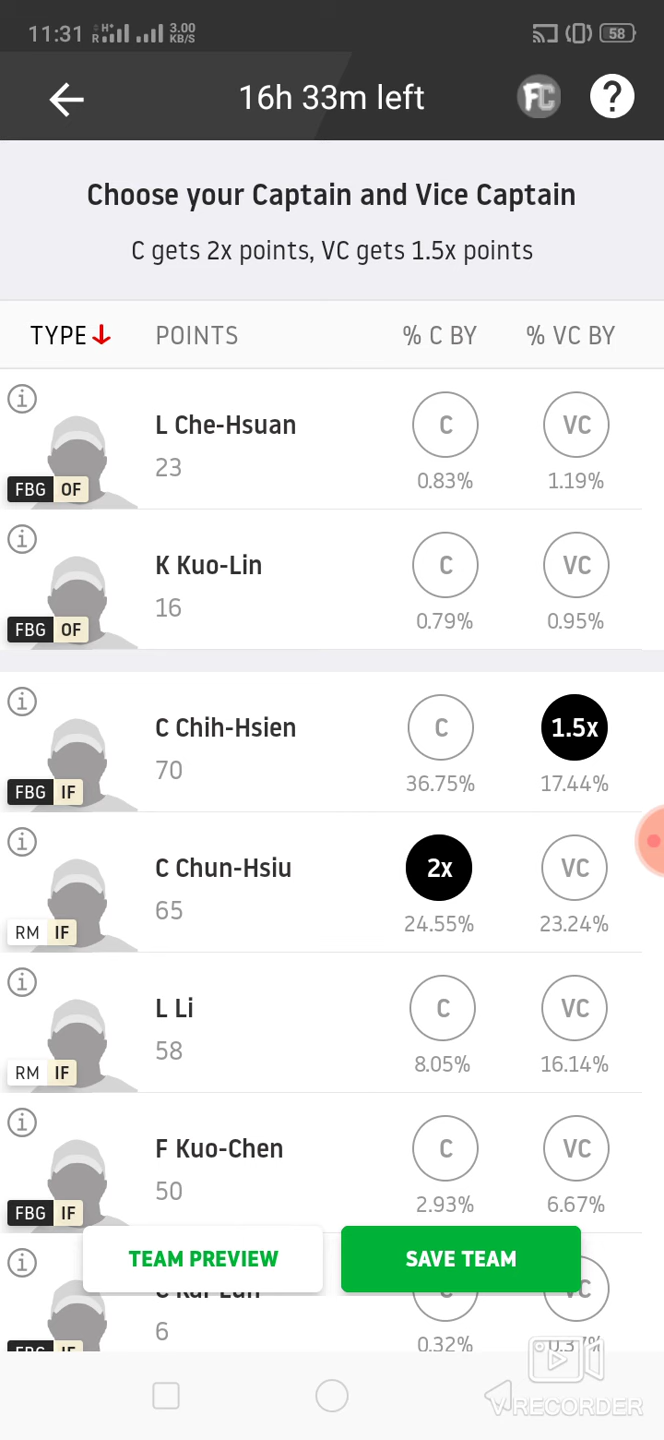 11:31 R H+ 3.00 KB/S 58
16h 33m left FC ?
Choose your Captain and Vice Captain
C gets 2x points, VC gets 1.5x points
TYPE POINTS % C BY % VC BY
L Che-Hsuan C VC
23 0.83% 1.19%
FBG OF
K Kuo-Lin C VC
16 0.79% 0.95%
FBG OF
C Chih-Hsien C 1.5x
70 36.75% 17.44%
FBG IF
C Chun-Hsiu 2x VC
65 24.55% 23.24%
RM IF
L Li C VC
58 8.05% 16.14%
RM IF
F Kuo-Chen C VC
50 2.93% 6.67%
FBG IF
TEAM PREVIEW SAVE TEAM
6 0.32%
FBG IF
VRECORDER